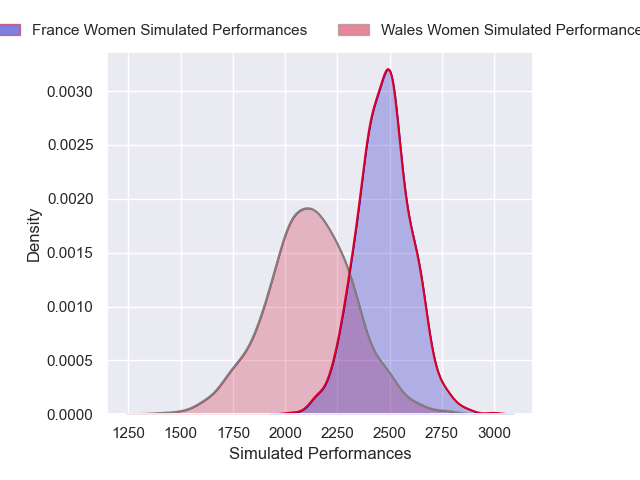 France Women Simulated Performances
Wales Women Simulated Performance
0.0030
0.0025
0.0020
0.0015
0.0010
0.0005
0.0000
Density
1250 1500 1750 2000 2250 2500 2750 3000
Simulated Performances